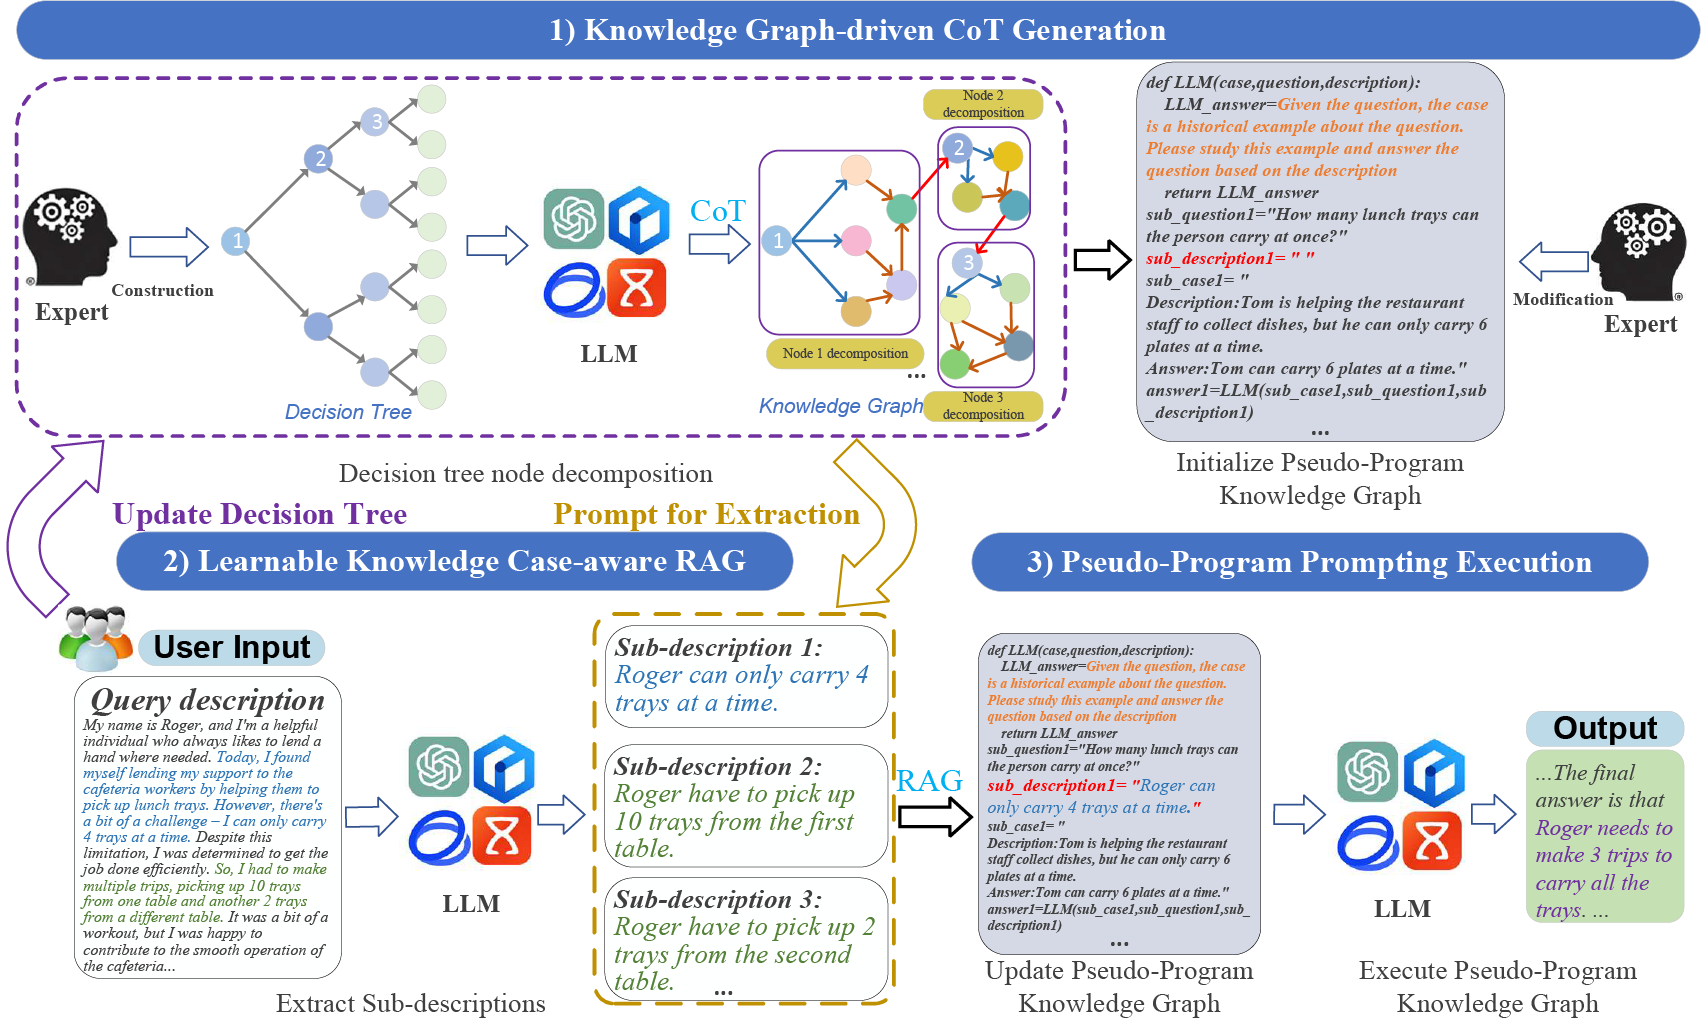 1) Knowledge Graph-driven CoT Generation
1
2
3
Expert
Construction
Decision Tree
LLM
CoT
1
Node 1 decomposition
...
Knowledge Graph
Node 2
decomposition
2
3
Node 3
decomposition
Decision tree node decomposition
def LLM(case,question,description):
LLM_answer=Given the question, the case
is a historical example about the question.
Please study this example and answer the
question based on the description
return LLM_answer
sub_question1="How many lunch trays can
the person carry at once?"
sub_description1= " "
sub_case1= "
Description:Tom is helping the restaurant
staff to collect dishes, but he can only carry 6
plates at a time.
Answer:Tom can carry 6 plates at a time."
answer1=LLM(sub_case1,sub_question1,sub
_description1)
...
Initialize Pseudo-Program
Knowledge Graph
Modification
®
Expert
Update Decision Tree
Prompt for Extraction
2) Learnable Knowledge Case-aware RAG
User Input
Query description
My name is Roger, and I'm a helpful
individual who always likes to lend a
hand where needed. Today, I found
myself lending my support to the
cafeteria workers by helping them to
pick up lunch trays. However, there's
a bit of a challenge – I can only carry
4 trays at a time. Despite this
limitation, I was determined to get the
job done efficiently. So, I had to make
multiple trips, picking up 10 trays
from one table and another 2 trays
from a different table. It was a bit of a
workout, but I was happy to
contribute to the smooth operation of
the cafeteria...
LLM
Extract Sub-descriptions
Sub-description 1:
Roger can only carry 4
trays at a time.
Sub-description 2:
Roger have to pick up
10 trays from the first
table.
Sub-description 3:
Roger have to pick up 2
trays from the second
table.
...
RAG
3) Pseudo-Program Prompting Execution
def LLM(case,question,description):
LLM_answer=Given the question, the case
is a historical example about the question.
Please study this example and answer the
question based on the description
return LLM_answer
sub_question1="How many lunch trays can
the person carry at once?"
sub_description1= "Roger can
only carry 4 trays at a time."
sub_case1= "
Description:Tom is helping the restaurant
staff collect dishes, but he can only carry 6
plates at a time.
Answer:Tom can carry 6 plates at a time."
answer1=LLM(sub_case1,sub_question1,sub_
description1)
...
Update Pseudo-Program
Knowledge Graph
LLM
Execute Pseudo-Program
Knowledge Graph
Output
...The final
answer is that
Roger needs to
make 3 trips to
carry all the
trays. ...